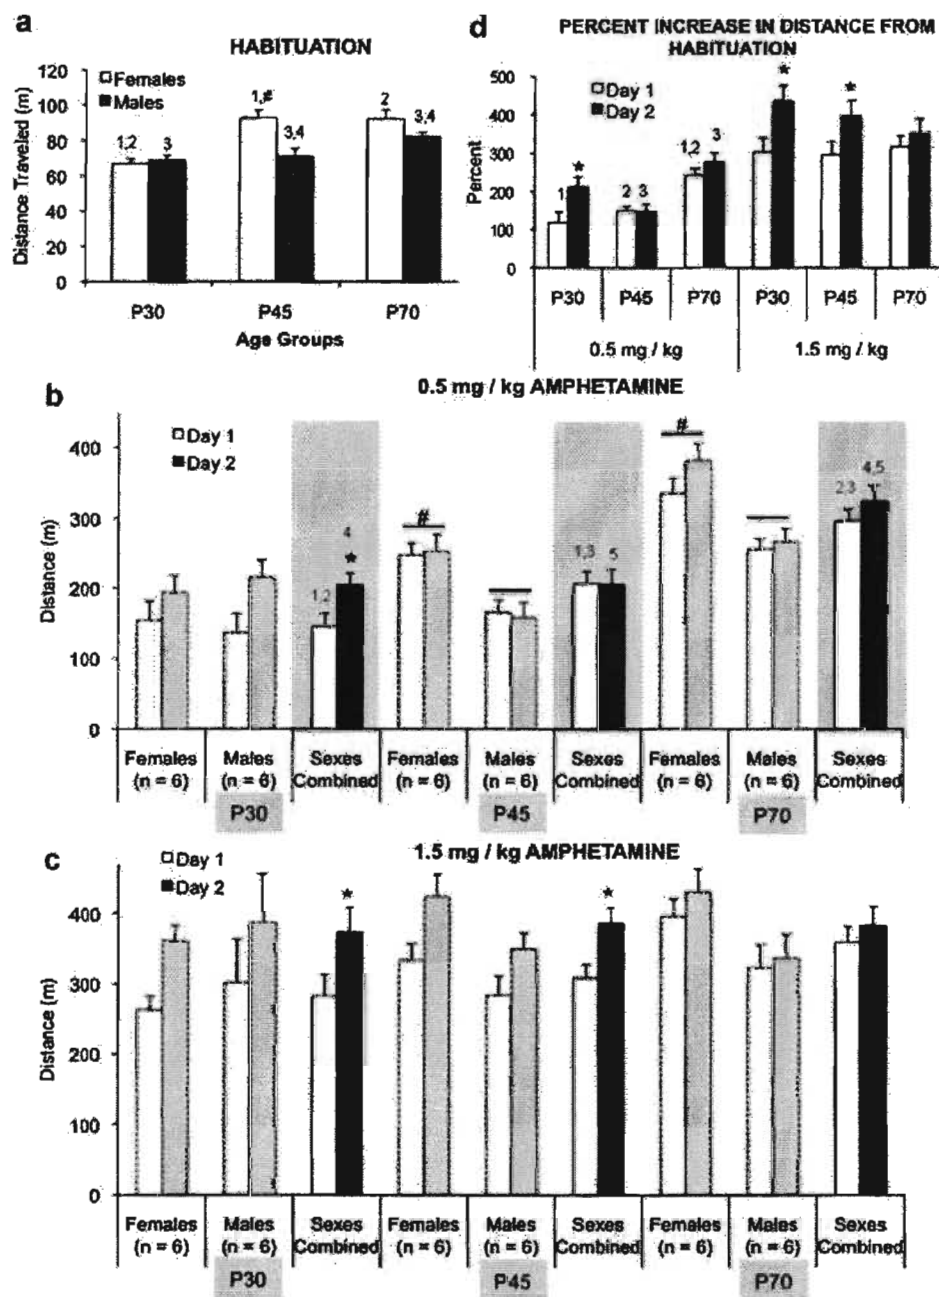 a
HABITUATION
120
100
80
60
40
20
0
Distance Traveled (m)
Females
Males
1,2
3
1,#
3,4
2
3,4
P30
P45
P70
Age Groups
d
PERCENT INCREASE IN DISTANCE FROM
HABITUATION
500
400
300
200
100
0
Percent
Day 1
Day 2
1
*
2
3
1,2
3
*
*
P30
P45
P70
P30
P45
P70
0.5 mg / kg
1.5 mg / kg
b
0.5 mg / kg AMPHETAMINE
400
300
200
100
0
Distance (m)
Day 1
Day 2
1,2
4
*
#
1,3
5
#
2,3
4,5
Females
(n = 6)
Males
(n = 6)
Sexes
Combined
Females
(n = 6)
Males
(n = 6)
Sexes
Combined
Females
(n = 6)
Males
(n = 6)
Sexes
Combined
P30
P45
P70
c
1.5 mg / kg AMPHETAMINE
400
300
200
100
0
Distance (m)
Day 1
Day 2
*
*
Females
(n = 6)
Males
(n = 6)
Sexes
Combined
Females
(n = 6)
Males
(n = 6)
Sexes
Combined
Females
(n = 6)
Males
(n = 6)
Sexes
Combined
P30
P45
P70